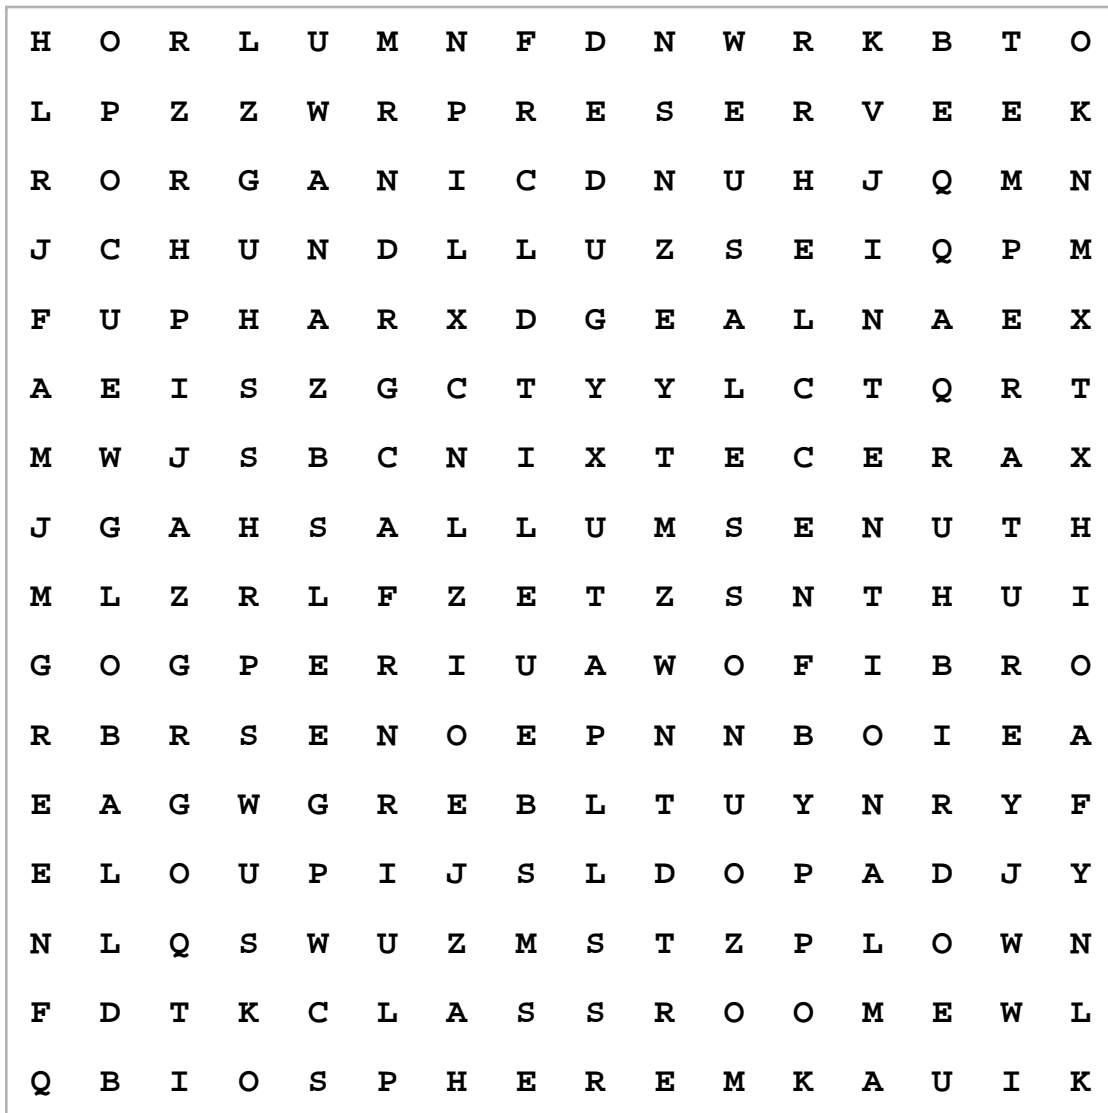 H O R L U M N F D N W R K B T O
L P Z Z W R P R E S E R V E E K
R O R G A N I C D N U H J Q M N
J C H U N D L L U Z S E I Q P M
F U P H A R X D G E A L N A E X
A E I S Z G C T Y Y L C T Q R T
M W J S B C N I X T E C E R A X
J G A H S A L L U M S E N U T H
M L Z R L F Z E T Z S N T H U I
G O G P E R I U A W O F I B R O
R B R S E N O E P N N B O I E A
E A G W G R E B L T U Y N R Y F
E L O U P I J S L D O P A D J Y
N L Q S W U Z M S T Z P L O W N
F D T K C L A S S R O O M E W L
Q B I O S P H E R E M K A U I K